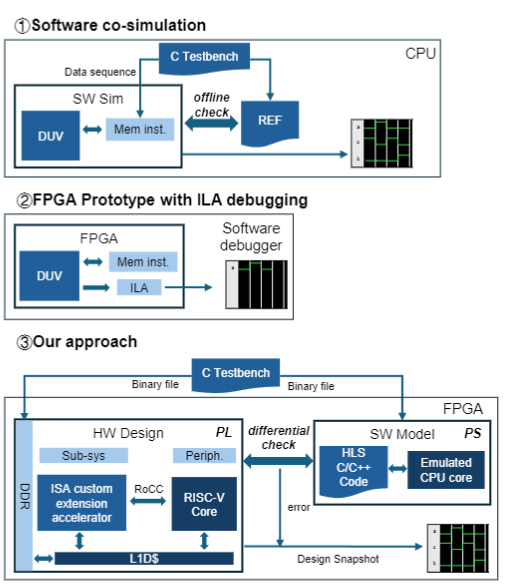 ①Software co-simulation
C Testbench
CPU
Data sequence
SW Sim
offline
check
REF
DUV
Mem inst.
②FPGA Prototype with ILA debugging
FPGA
Software
debugger
DUV
Mem inst.
ILA
③Our approach
C Testbench
Binary file
Binary file
FPGA
HW Design
PL
differential
check
SW Model
PS
Sub-sys
Periph.
HLS
C/C++
Code
Emulated
CPU core
DDR
ISA custom
extension
accelerator
RoCC
RISC-V
Core
error
L1D$
Design Snapshot